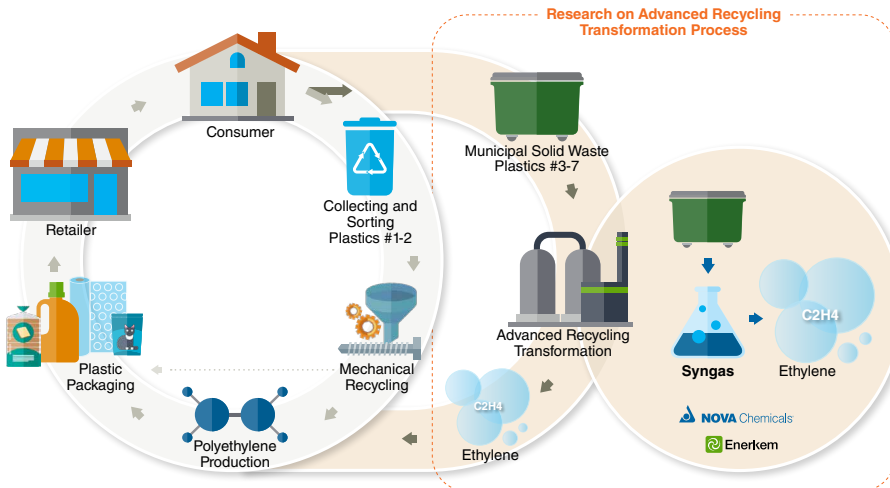 Research on Advanced Recycling
Transformation Process
Consumer
Municipal Solid Waste
Plastics #3-7
Retailer
Collecting and
Sorting
Plastics #1-2
Advanced Recycling
Transformation
C2H4
Syngas
Ethylene
Plastic
Packaging
Mechanical
Recycling
C2H4
Polyethylene
Production
Ethylene
NOVA Chemicals
Enerkem